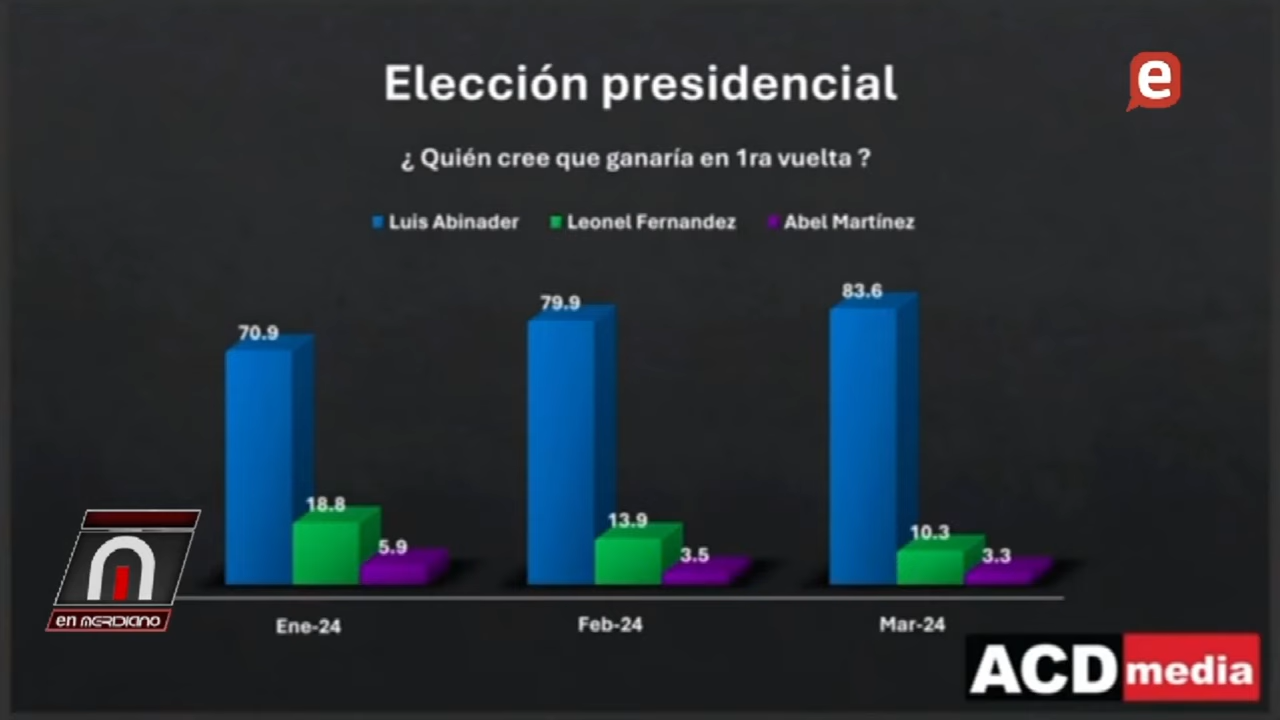 Elección presidencial
e
¿ Quién cree que ganaría en 1ra vuelta ?
Luis Abinader Leonel Fernandez Abel Martínez
70.9 79.9 83.6
18.8 13.9 10.3
5.9 3.5 3.3
Ene-24 Feb-24 Mar-24
en MERIDIANO
ACD media